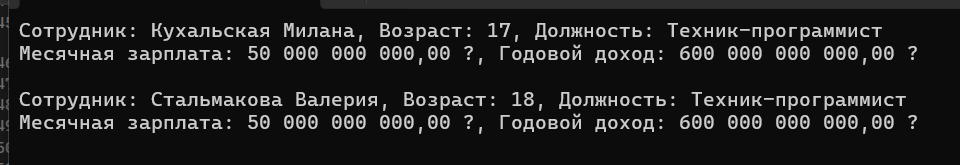 Сотрудник: Кухальская Милана, Возраст: 17, Должность: Техник-программист
Месячная зарплата: 50 000 000 000,00 ?, Годовой доход: 600 000 000 000,00 ?
Сотрудник: Стальмакова Валерия, Возраст: 18, Должность: Техник-программист
Месячная зарплата: 50 000 000 000,00 ?, Годовой доход: 600 000 000 000,00 ?